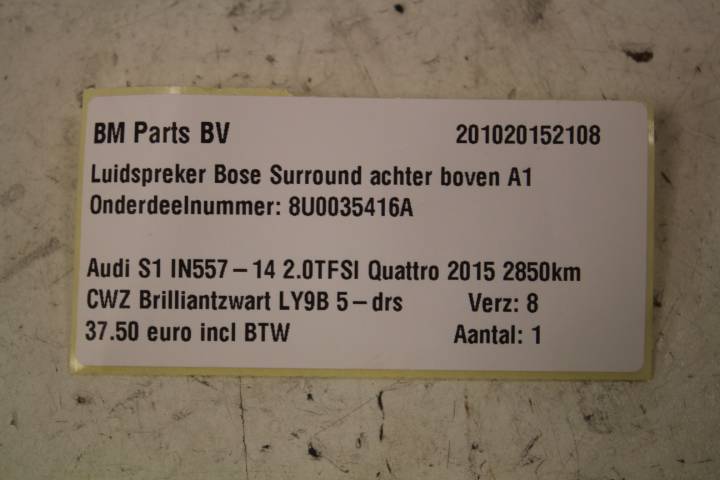 BM Parts BV 201020152108
Luidspreker Bose Surround achter boven A1
Onderdeelnummer: 8U0035416A
Audi S1 IN557-14 2.0TFSI Quattro 2015 2850km
CWZ Brilliantzwart LY9B 5-drs Verz: 8
37.50 euro incl BTW Aantal: 1